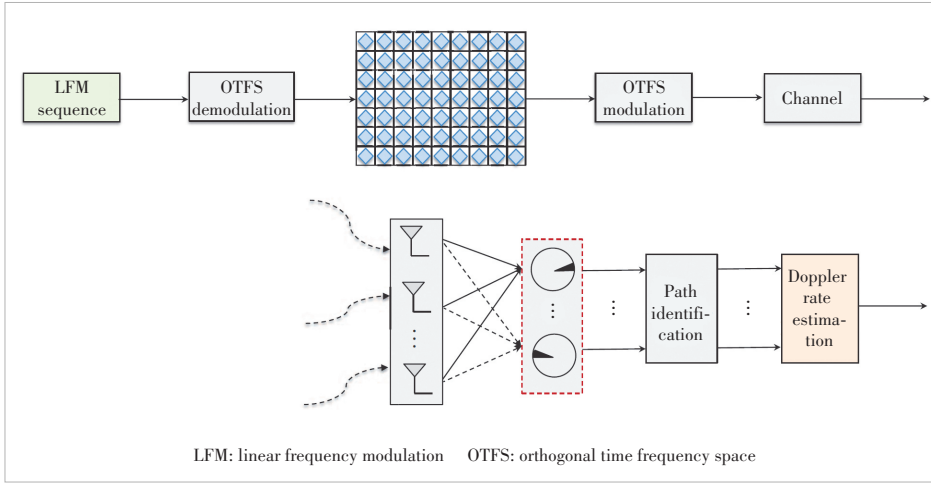 LFM
sequence
OTFS
demodulation
OTFS
modulation
Channel
Path
identifi-
cation
Doppler
rate
estima-
tion
LFM: linear frequency modulation OTFS: orthogonal time frequency space